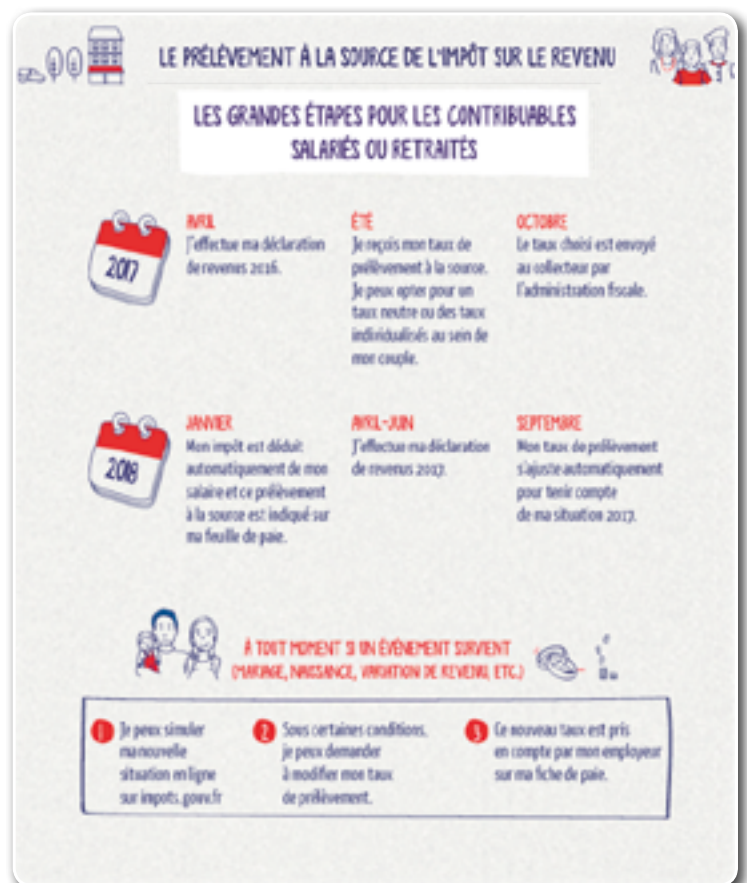 LE PRÉLÈVEMENT À LA SOURCE DE L'IMPÔT SUR LE REVENU
LES GRANDES ÉTAPES POUR LES CONTRIBUABLES
SALARIÉS OU RETRAITÉS
2017
AVRIL
J'effectue ma déclaration
de revenus 2016.
ÉTÉ
Je reçois mon taux de
prélèvement à la source.
Je peux opter pour un
taux neutre ou des taux
individualisés au sein de
mon couple.
OCTOBRE
Le taux choisi est envoyé
au collecteur par
l'administration fiscale.
2018
JANVIER
Mon impôt est déduit
automatiquement de mon
salaire et ce prélèvement
à la source est indiqué sur
ma feuille de paie.
AVRIL-JUIN
J'effectue ma déclaration
de revenus 2017.
SEPTEMBRE
Mon taux de prélèvement
s'ajuste automatiquement
pour tenir compte
de ma situation 2017.
À TOUT MOMENT SI UN ÉVÉNEMENT SURVIENT
(MARIAGE, NAISSANCE, VARIATION DE REVENU, ETC.)
1 Je peux simuler
ma nouvelle
situation en ligne
sur impots.gouv.fr
2 Sous certaines conditions,
je peux demander
à modifier mon taux
de prélèvement.
3 Ce nouveau taux est pris
en compte par mon employeur
sur ma fiche de paie.